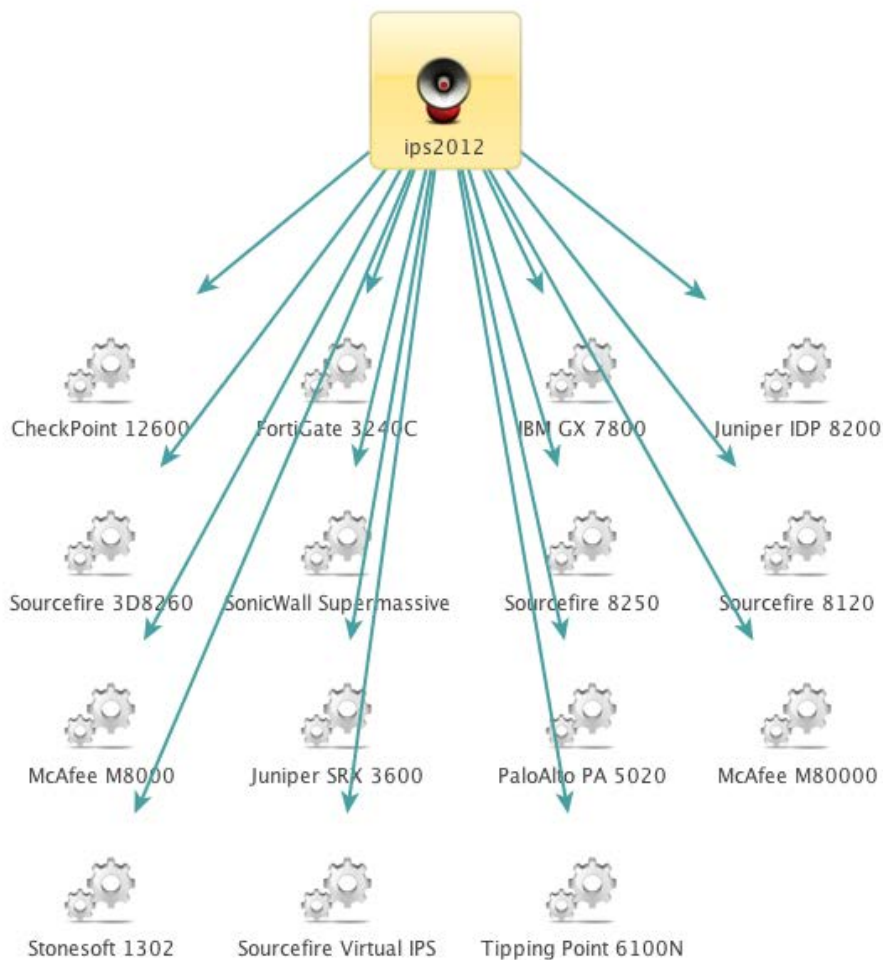 ips2012
CheckPoint 12600
FortiGate 3240C
IBM GX 7800
Juniper IDP 8200
Sourcefire 3D8260
SonicWall Supermassive
Sourcefire 8250
Sourcefire 8120
McAfee M8000
Juniper SRX 3600
PaloAlto PA 5020
McAfee M80000
Stonesoft 1302
Sourcefire Virtual IPS
Tipping Point 6100N